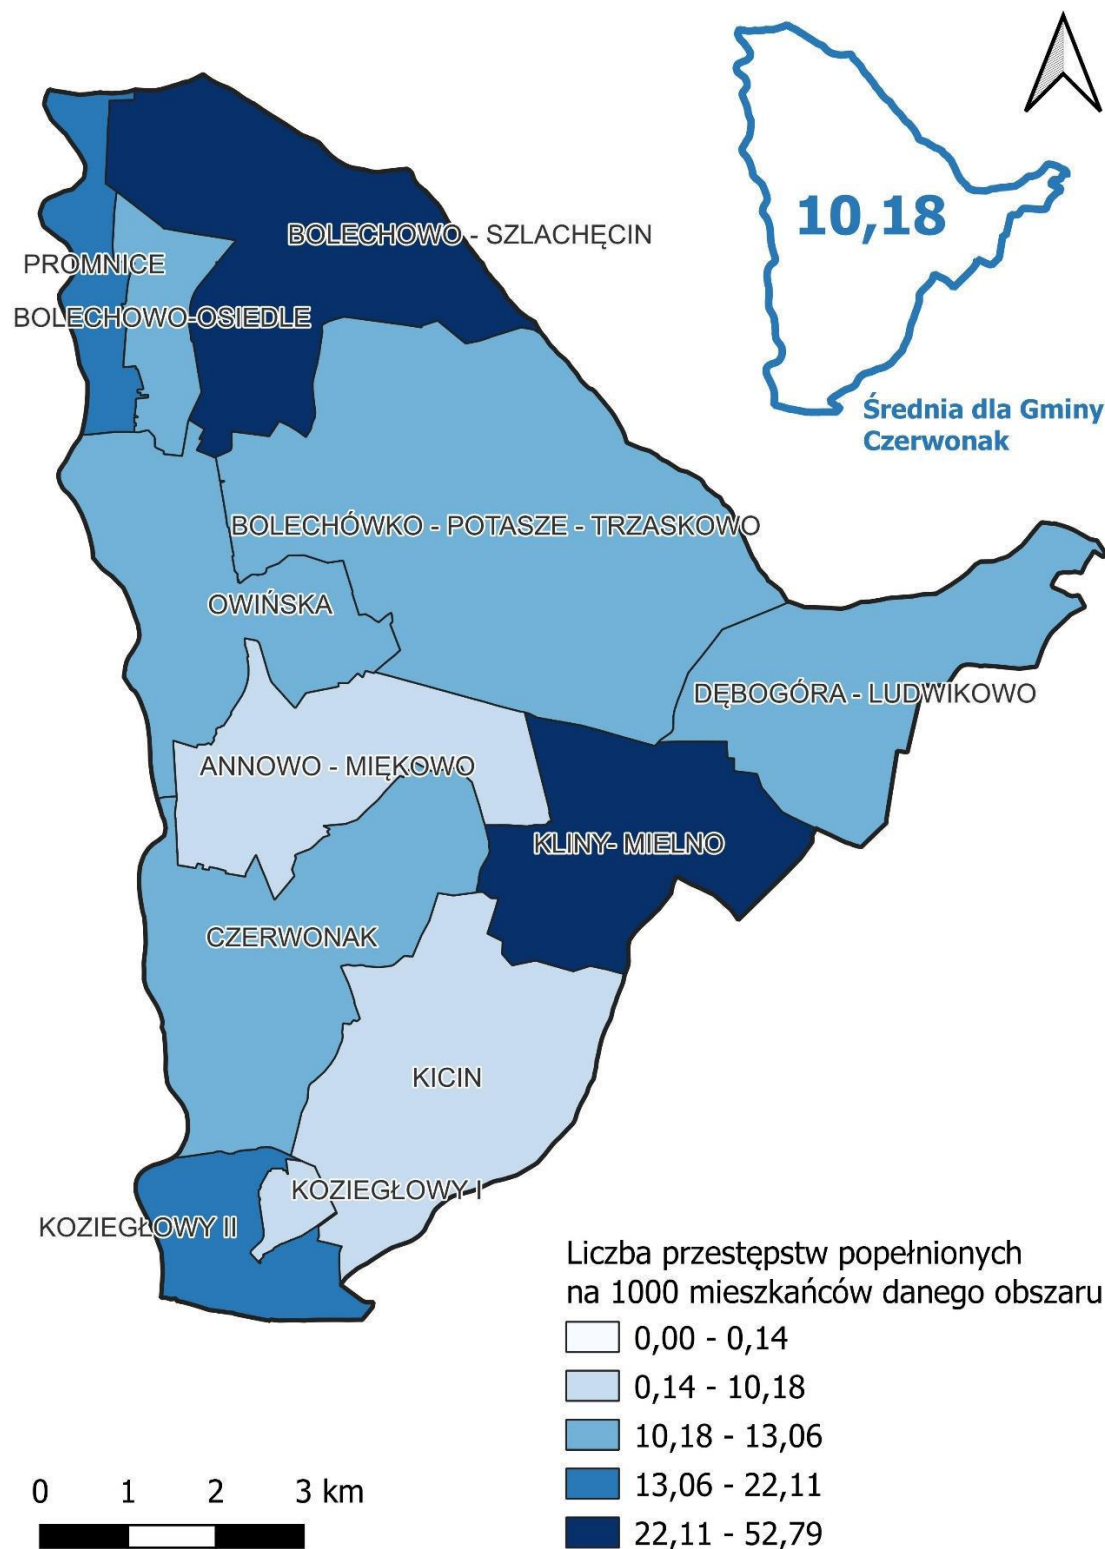 10,18
Średnia dla Gminy
Czerwonak
BOLECHOWO - SZLACHĘCIN
PROMNICE
BOLECHOWO-OSIEDLE
BOLECHÓWKO - POTASZE - TRZASKOWO
OWIŃSKA
DĘBOGÓRA - LUDWIKOWO
ANNOWO - MIĘKOWO
KLINY- MIELNO
CZERWONAK
KICIN
KOZIEGŁOWY I
KOZIEGŁOWY II
Liczba przestępstw popełnionych
na 1000 mieszkańców danego obszaru
0,00 - 0,14
0,14 - 10,18
10,18 - 13,06
13,06 - 22,11
22,11 - 52,79
0 1 2 3 km